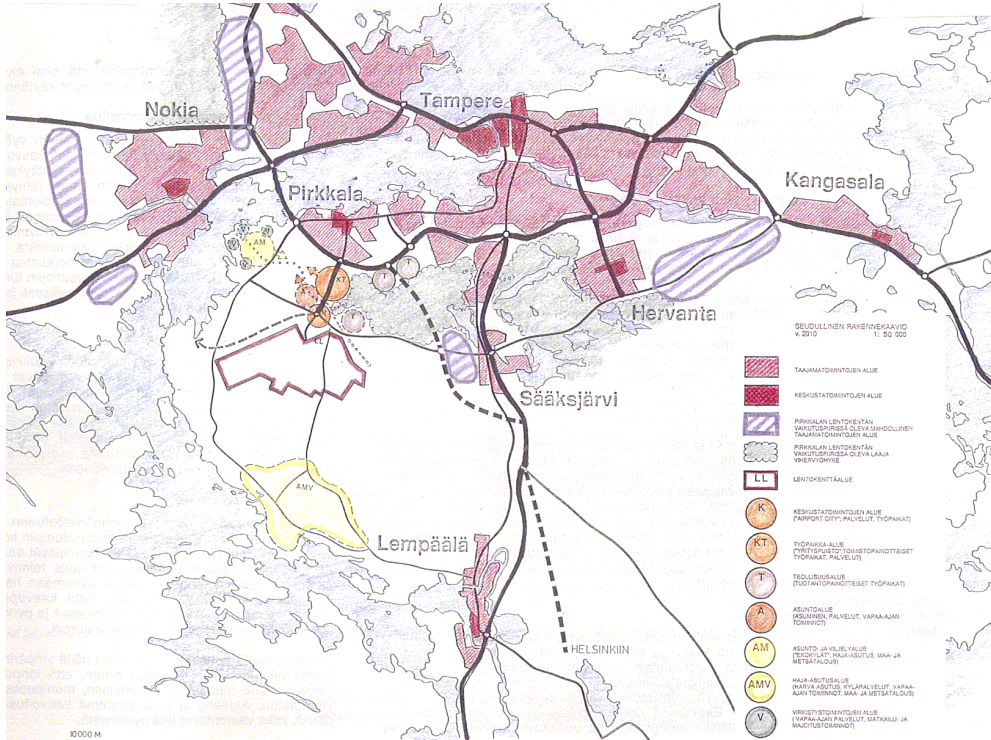 Nokia
Tampere
Pirkkala
Kangasala
AM
V
V
V
V
KT
A
K
T
T
T
LL
Hervanta
Sääksjärvi
AMV
Lempäälä
HELSINKIIN
10000 M
SEUDULLINEN RAKENNEKAAVIO
v. 2010 1: 50 000
TAAJAMATOIMINTOJEN ALUE
KESKUSTATOIMINTOJEN ALUE
PIRKKALAN LENTOKENTÄN
VAIKUTUSPIIRISSÄ OLEVA MAHDOLLINEN
TAAJAMATOIMINTOJEN ALUE
PIRKKALAN LENTOKENTÄN
VAIKUTUSPIIRISSÄ OLEVA LAAJA
VIHERVYÖHYKE
LL
LENTOKENTTÄALUE
K
KESKUSTATOIMINTOJEN ALUE
("AIRPORT CITY"; PALVELUT, TYÖPAIKAT)
KT
TYÖPAIKKA-ALUE
("YRITYSPUISTO"; TOIMISTOPAINOTTEISET
TYÖPAIKAT, PALVELUT)
T
TEOLLISUUSALUE
(TUOTANTOPAINOTTEISET TYÖPAIKAT)
A
ASUNTOALUE
(ASUMINEN, PALVELUT, VAPAA-AJAN
TOIMINNOT)
AM
ASUNTO- JA VILJELYALUE
("EKOKYLÄT"; HAJA-ASUTUS, MAA- JA
METSÄTALOUS)
AMV
HAJA-ASUTUSALUE
(HARVA ASUTUS, KYLÄPALVELUT, VAPAA-
AJAN TOIMINNOT, MAA- JA METSÄTALOUS)
V
VIRKISTYSTOIMINTOJEN ALUE
( VAPAA-AJAN PALVELUT, MATKAILU- JA
MAJOITUSTOIMINNOT)